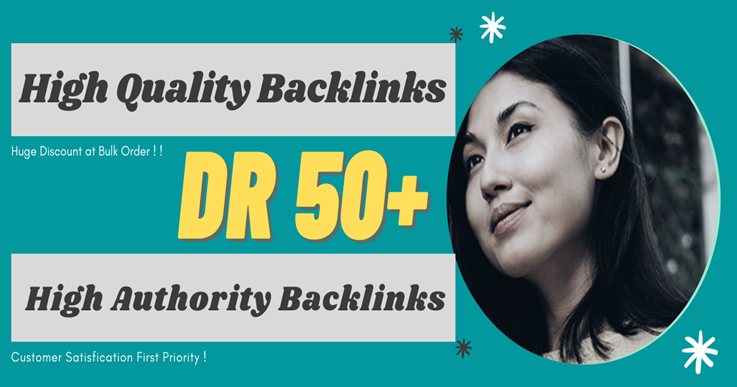 High Quality Backlinks
Huge Discount at Bulk Order ! !
DR 50+
High Authority Backlinks
Customer Satisfication First Priority !